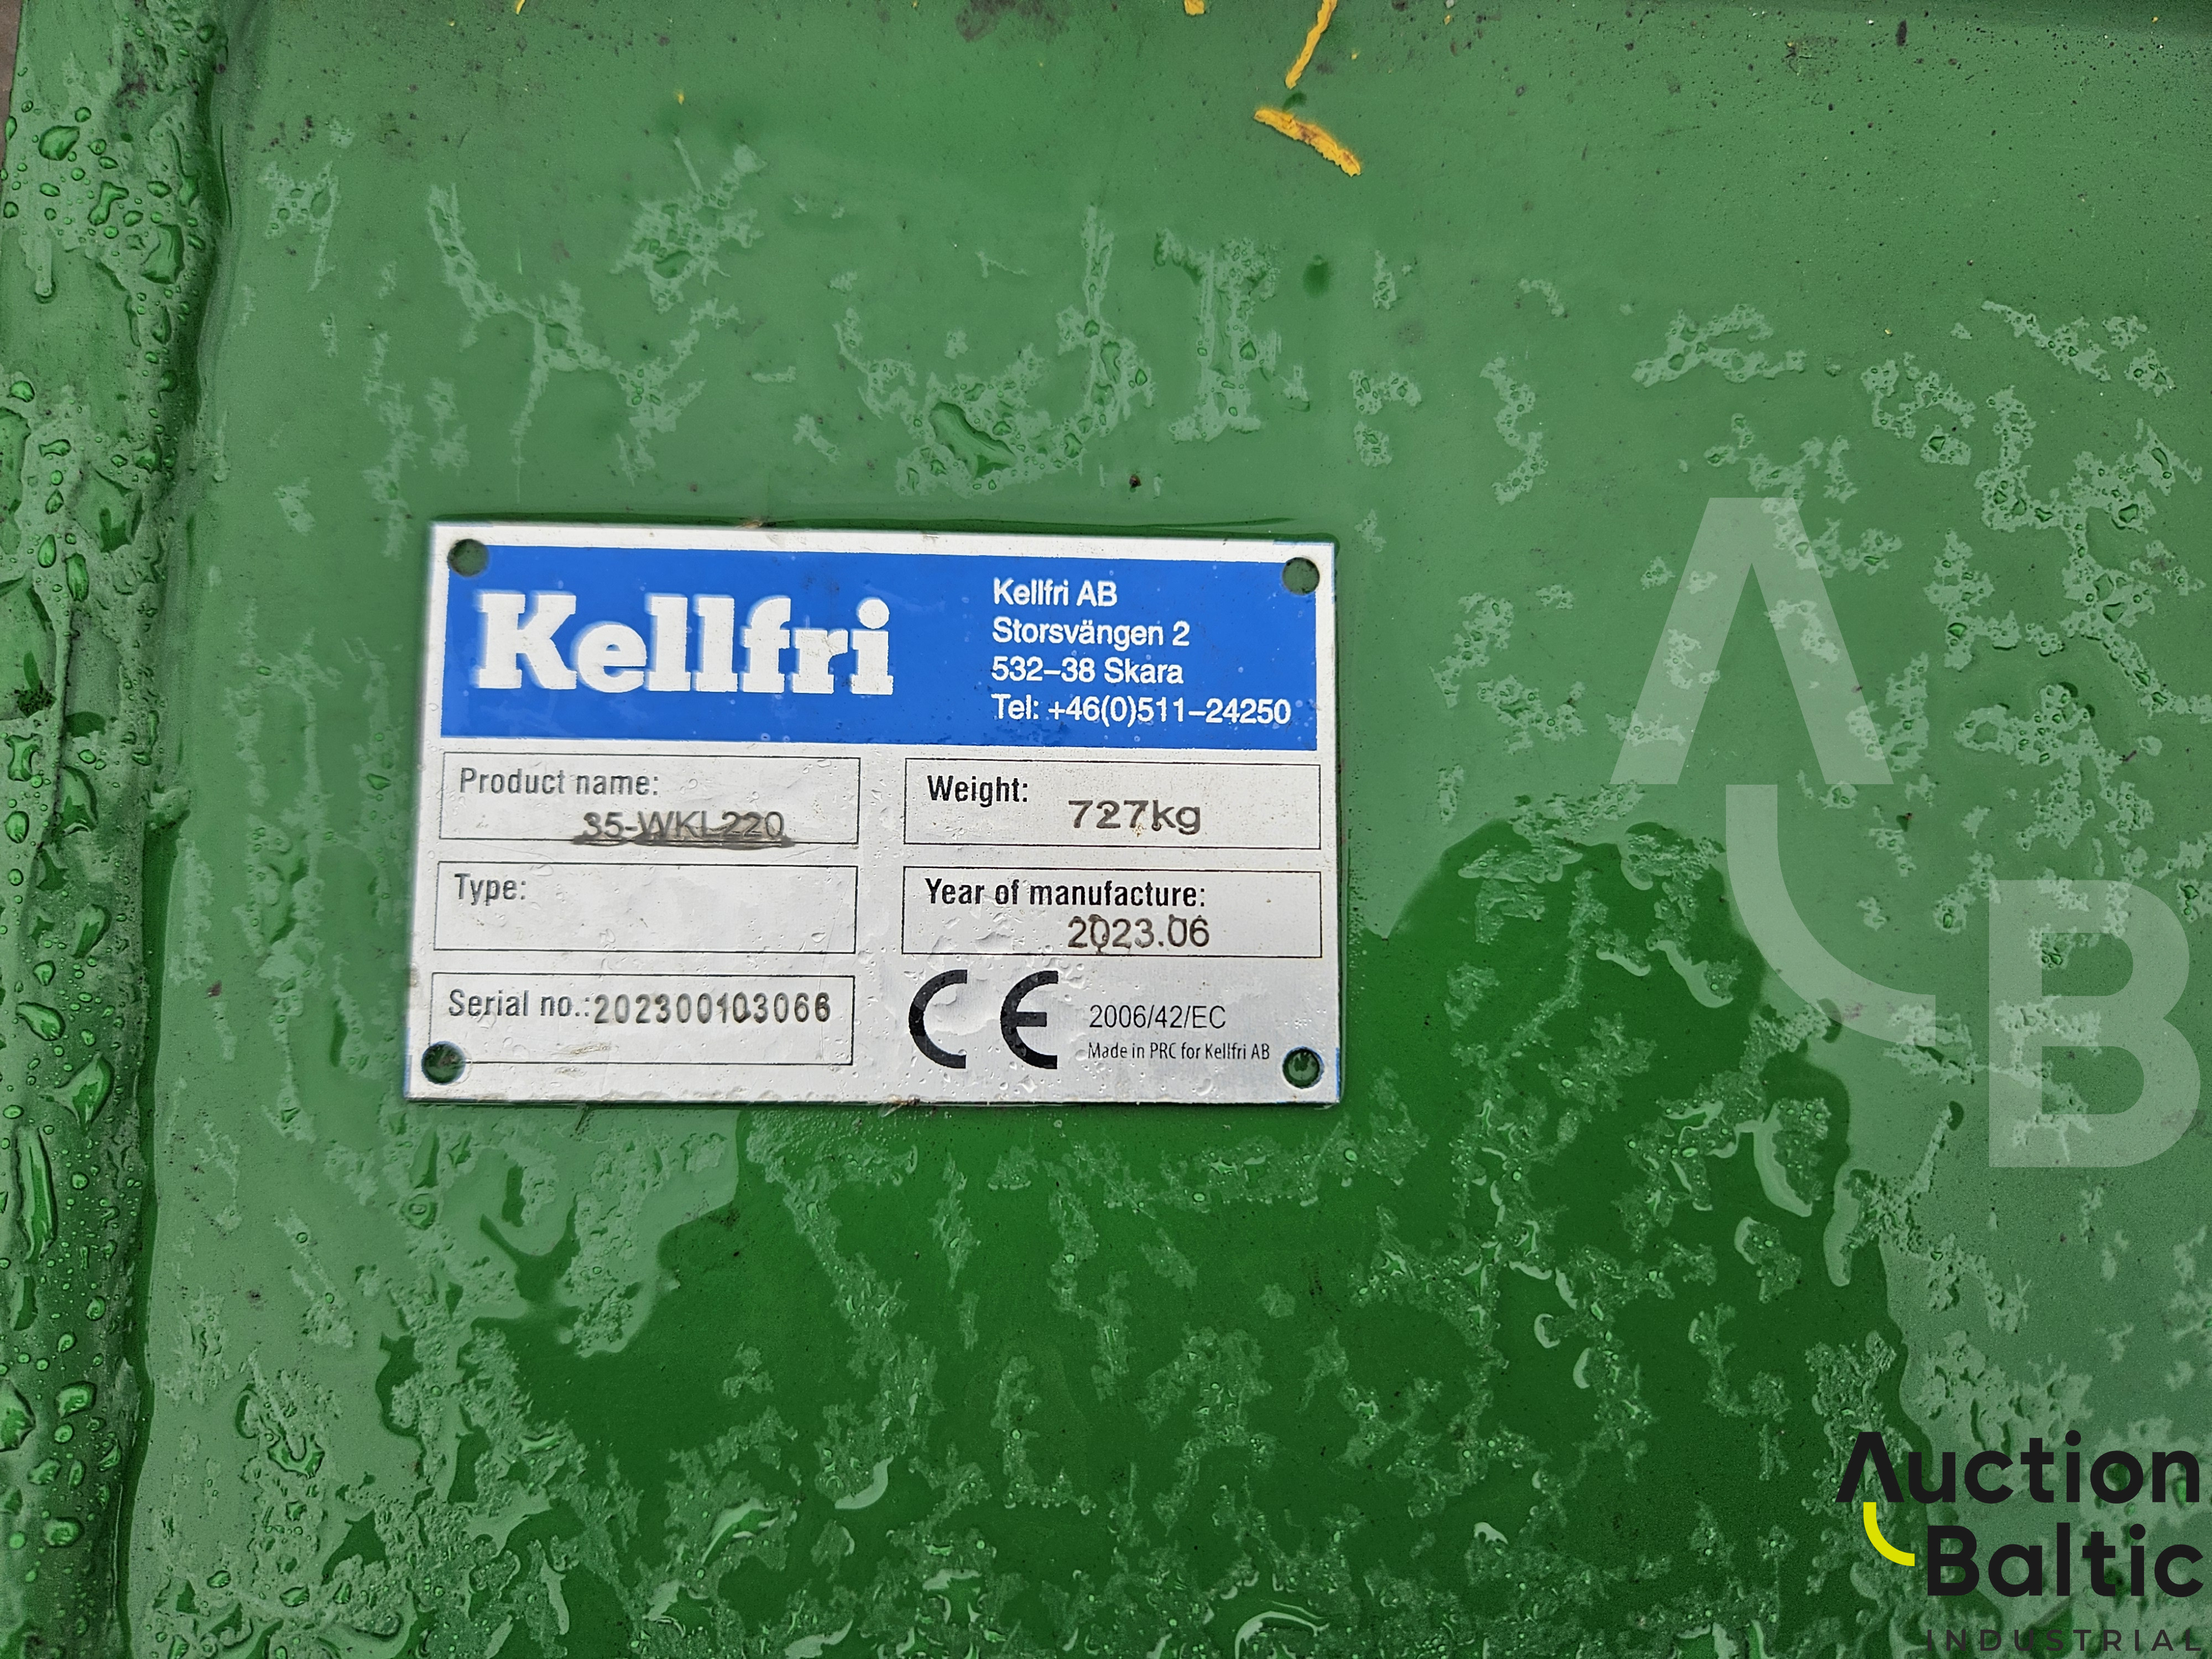 Kellfri
Kellfri AB
Storsvängen 2
532-38 Skara
Tel: +46(0)511-24250
Product name:
35-WKL220
Weight:
727kg
Type:
Year of manufacture:
2023.06
Serial no.: 202300103066
CE
2006/42/EC
Made in PRC for Kellfri AB
AB
Auction
Baltic
INDUSTRIAL